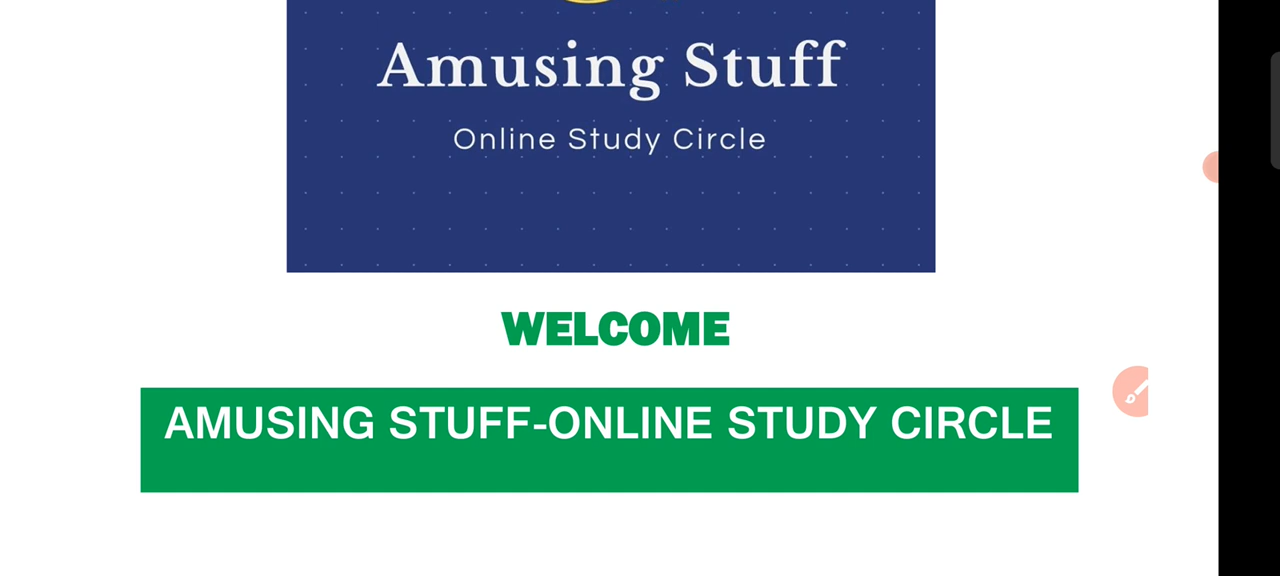 Amusing Stuff
Online Study Circle
WELCOME
AMUSING STUFF-ONLINE STUDY CIRCLE